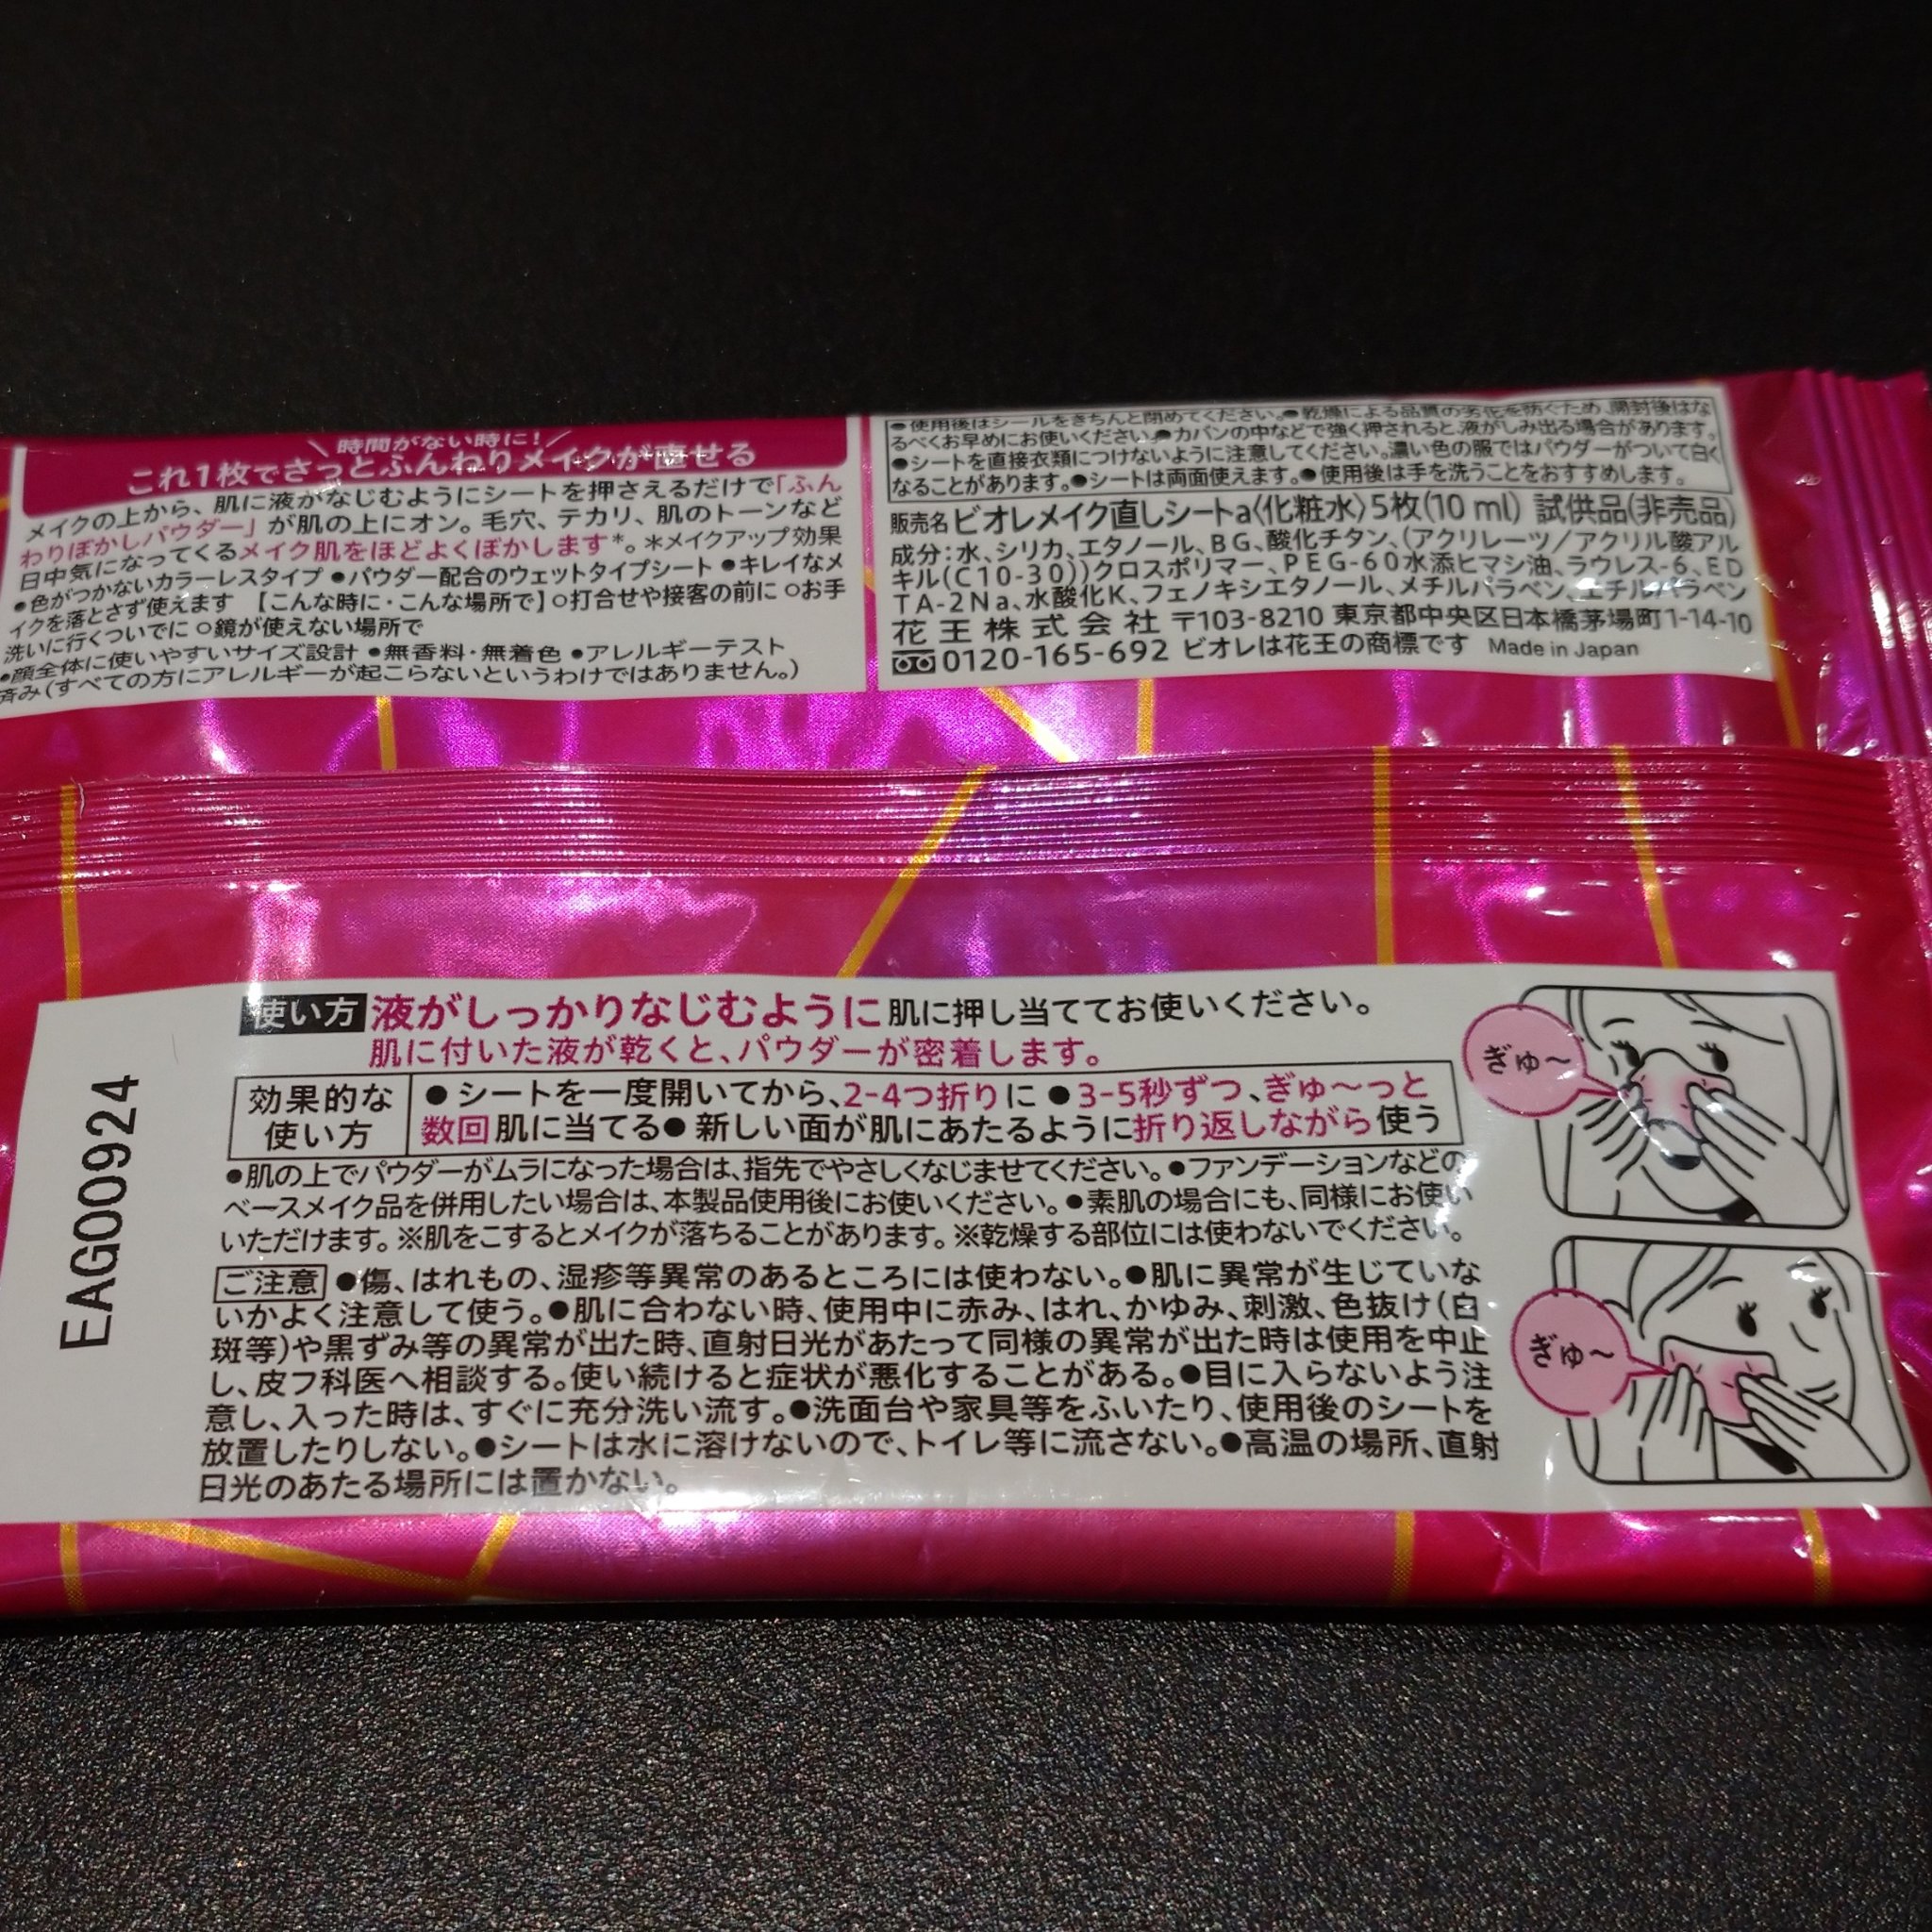 時間がない時に!
これ1枚でさっとふんわりメイクが直せる
メイクの上から、肌に液がなじむようにシートを押さえるだけで「ふん
わりぼかしパウダー」が肌の上にオン。毛穴、テカリ、肌のトーンなど
日中気になってくるメイク肌をほどよくぼかします*。*メイクアップ効果
●色がつかないカラーレスタイプ ●パウダー配合のウェットタイプシート ●キレイなメ
イクを落とさず使えます 【こんな時に・こんな場所で】○打合せや接客の前に ○お手
洗いに行くついでに ○鏡が使えない場所で
●顔全体に使いやすいサイズ設計 ●無香料・無着色 ●アレルギーテスト
済み(すべての方にアレルギーが起こらないというわけではありません。)
●使用後はシールをきちんと閉めてください。●乾燥による品質の劣化を防ぐため、開封後はな
るべくお早めにお使いください。●カバンの中などで強く押されると、液がしみ出る場合があります。
●シートを直接衣類につけないように注意してください。濃い色の服ではパウダーがついて白く
なることがあります。●シートは両面使えます。●使用後は手を洗うことをおすすめします。
販売名 ビオレメイク直しシートa〈化粧水〉5枚(10 ml) 試供品(非売品)
成分:水、シリカ、エタノール、BG、酸化チタン、(アクリレーツ/アクリル酸アル
キル(C10-30))クロスポリマー、PEG-60水添ヒマシ油、ラウレス-6、ED
TA-2Na、水酸化K、フェノキシエタノール、メチルパラベン、エチルパラベン
花王株式会社 〒103-8210 東京都中央区日本橋茅場町1-14-10
0120-165-692 ビオレは花王の商標です Made in Japan
使い方 液がしっかりなじむように肌に押し当ててお使いください。
肌に付いた液が乾くと、パウダーが密着します。
効果的な
使い方
●シートを一度開いてから、2-4つ折りに ●3-5秒ずつ、ぎゅ〜っと
数回肌に当てる●新しい面が肌にあたるように折り返しながら使う
●肌の上でパウダーがムラになった場合は、指先でやさしくなじませてください。●ファンデーションなどの
ベースメイク品を併用したい場合は、本製品使用後にお使いください。●素肌の場合にも、同様にお使い
いただけます。※肌をこするとメイクが落ちることがあります。※乾燥する部位には使わないでください。
ご注意 ●傷、はれもの、湿疹等異常のあるところには使わない。●肌に異常が生じていな
いかよく注意して使う。●肌に合わない時、使用中に赤み、はれ、かゆみ、刺激、色抜け(白
斑等)や黒ずみ等の異常が出た時、直射日光があたって同様の異常が出た時は使用を中止
し、皮フ科医へ相談する。使い続けると症状が悪化することがある。●目に入らないよう注
意し、入った時は、すぐに充分洗い流す。●洗面台や家具等をふいたり、使用後のシートを
放置したりしない。●シートは水に溶けないので、トイレ等に流さない。●高温の場所、直射
日光のあたる場所には置かない。
ぎゅ〜
ぎゅ〜
EAG00924